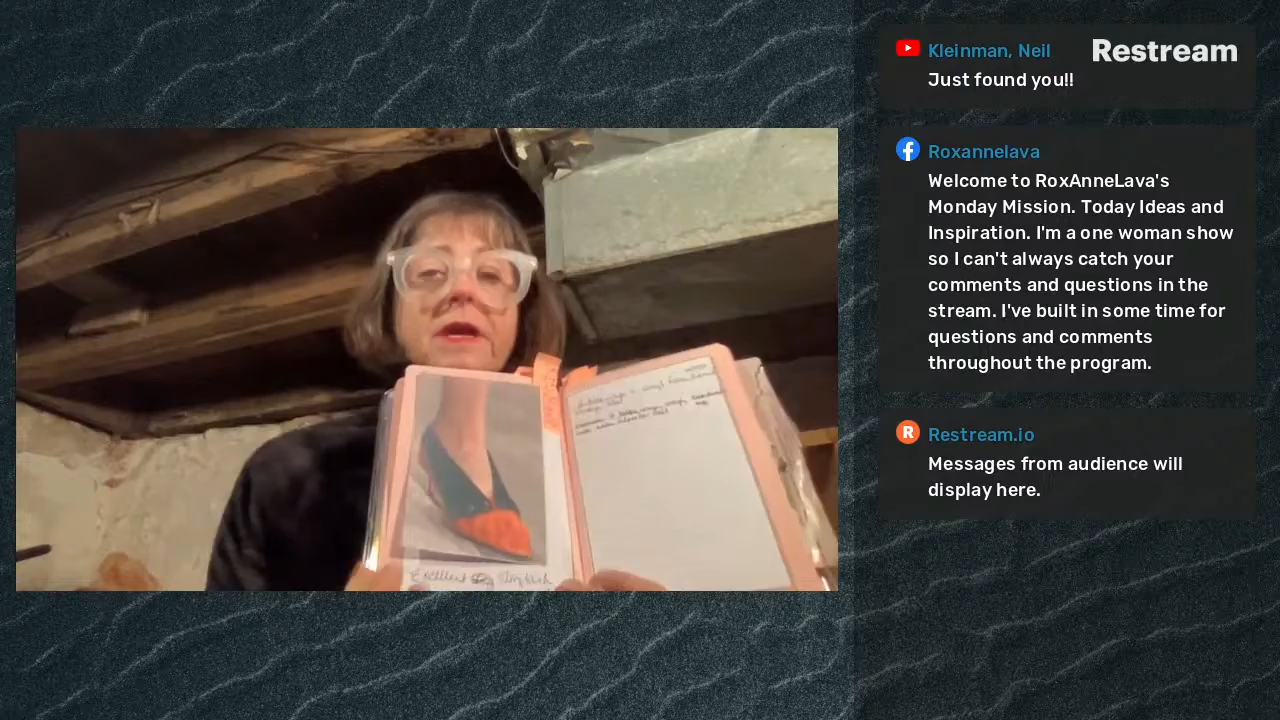 Kleinman, Neil
Restream
Just found you!!
Roxannelava
Welcome to RoxAnneLava's
Monday Mission. Today Ideas and
Inspiration. I'm a one woman show
so I can't always catch your
comments and questions in the
stream. I've built in some time for
questions and comments
throughout the program.
R
Restream.io
Messages from audience will
display here.
Excellent